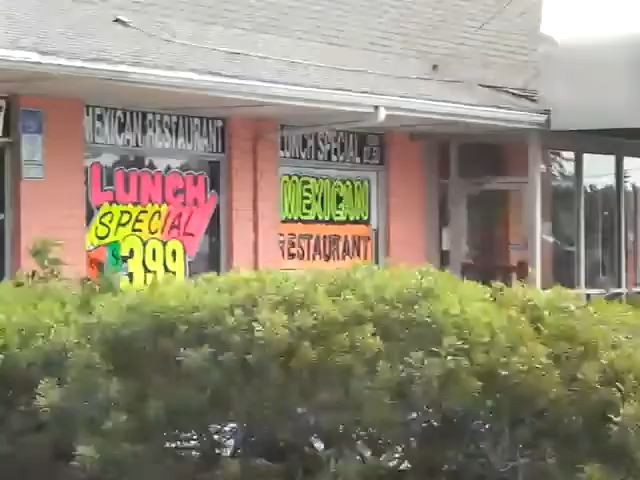 MEXICAN RESTAURANT
LUNCH
SPECIAL
$399
LUNCH SPECIAL
MEXICAN
RESTAURANT